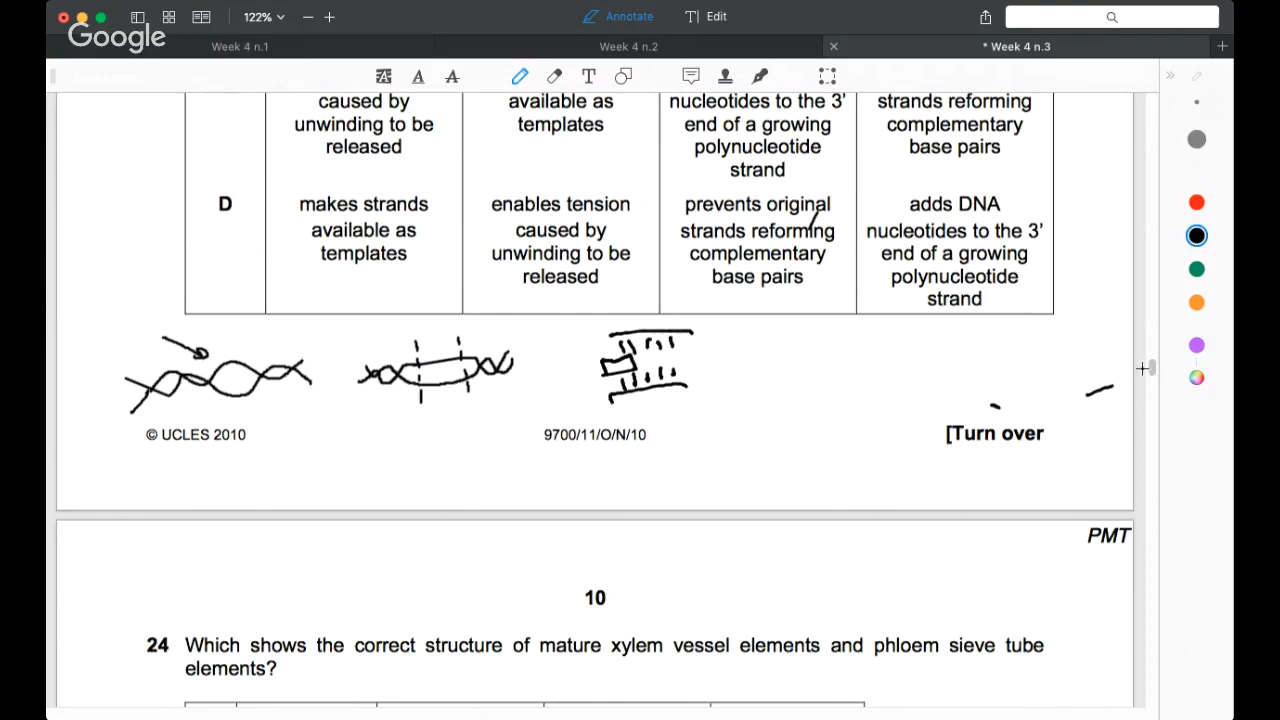 122%
Annotate
Edit
Google
Week 4 n.1
Week 4 n.2
* Week 4 n.3
caused by unwinding to be released
available as templates
nucleotides to the 3' end of a growing polynucleotide strand
strands reforming complementary base pairs
D
makes strands available as templates
enables tension caused by unwinding to be released
prevents original strands reforming complementary base pairs
adds DNA nucleotides to the 3' end of a growing polynucleotide strand
© UCLES 2010
9700/11/O/N/10
[Turn over
PMT
10
24 Which shows the correct structure of mature xylem vessel elements and phloem sieve tube
elements?